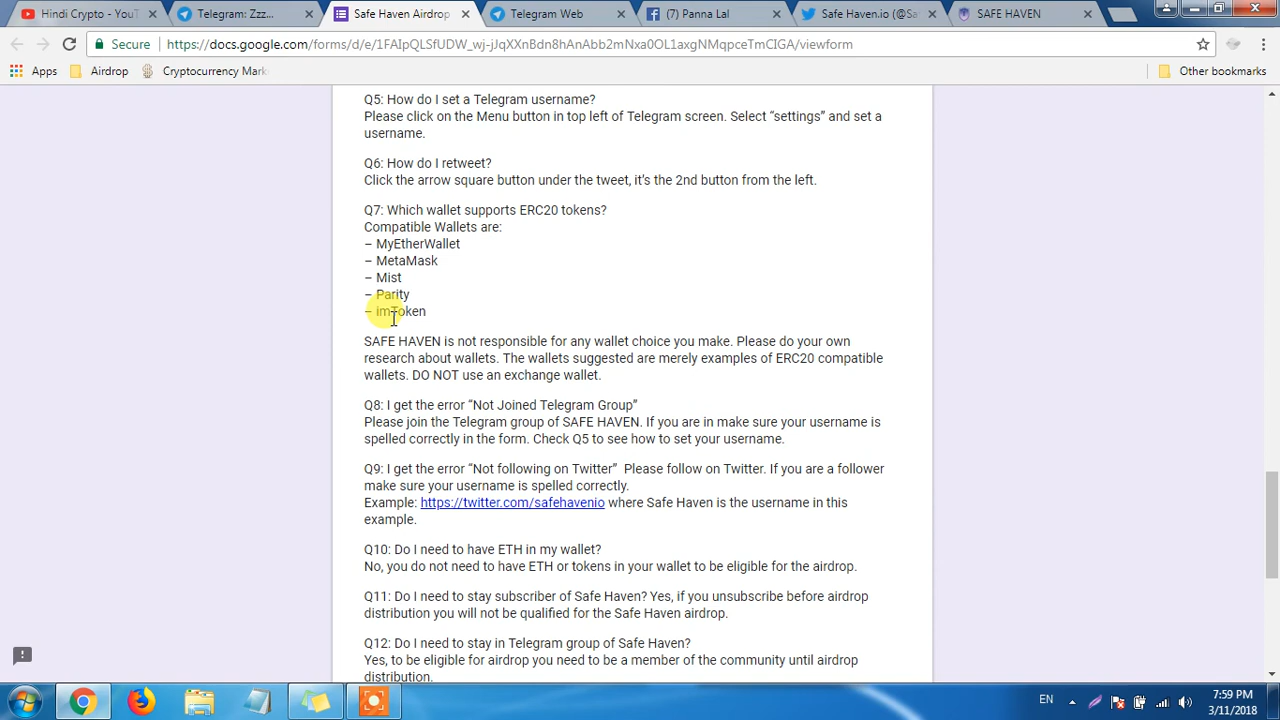 Hindi Crypto - YouT
Telegram: Zzz...
Safe Haven Airdrop
Telegram Web
(7) Panna Lal
Safe Haven.io (@Sa
SAFE HAVEN
Secure
https://docs.google.com/forms/d/e/1FAIpQLSfUDW_wj-jJqXXrr8dn8hAnAbb2mNxa0OL1axgNMqpceTmCIGA/viewform
Apps
Airdrop
Cryptocurrency Mark
Other bookmarks
Q5: How do I set a Telegram username?
Please click on the Menu button in top left of Telegram screen. Select “settings” and set a
username.
Q6: How do I retweet?
Click the arrow square button under the tweet, it’s the 2nd button from the left.
Q7: Which wallet supports ERC20 tokens?
Compatible Wallets are:
– MyEtherWallet
– MetaMask
– Mist
– Parity
– imToken
SAFE HAVEN is not responsible for any wallet choice you make. Please do your own
research about wallets. The wallets suggested are merely examples of ERC20 compatible
wallets. DO NOT use an exchange wallet.
Q8: I get the error “Not Joined Telegram Group”
Please join the Telegram group of SAFE HAVEN. If you are in make sure your username is
spelled correctly in the form. Check Q5 to see how to set your username.
Q9: I get the error “Not following on Twitter”  Please follow on Twitter. If you are a follower
make sure your username is spelled correctly.
Example: https://twitter.com/safehavenio where Safe Haven is the username in this
example.
Q10: Do I need to have ETH in my wallet?
No, you do not need to have ETH or tokens in your wallet to be eligible for the airdrop.
Q11: Do I need to stay subscriber of Safe Haven? Yes, if you unsubscribe before airdrop
distribution you will not be qualified for the Safe Haven airdrop.
Q12: Do I need to stay in Telegram group of Safe Haven?
Yes, to be eligible for airdrop you need to be a member of the community until airdrop
distribution.
EN
7:59 PM
3/11/2018